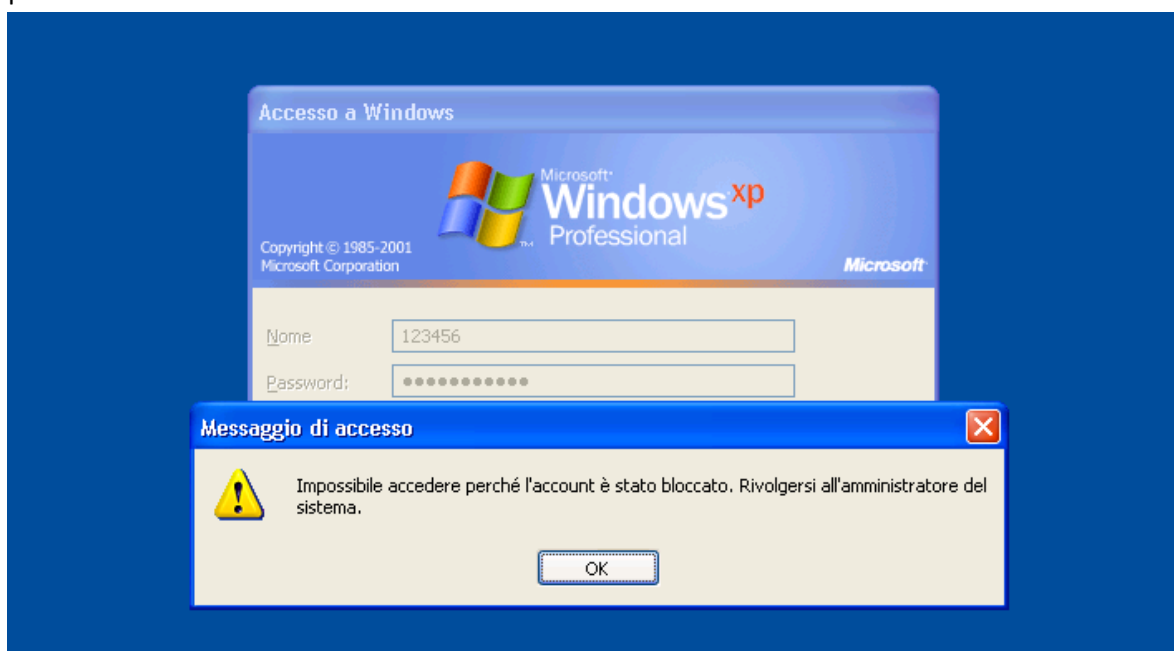 Accesso a Windows
Microsoft
Windows xp
Professional
TM
Copyright © 1985-2001
Microsoft Corporation
Microsoft
Nome
123456
Password:
Messaggio di accesso
Impossibile accedere perché l'account è stato bloccato. Rivolgersi all'amministratore del
sistema.
OK